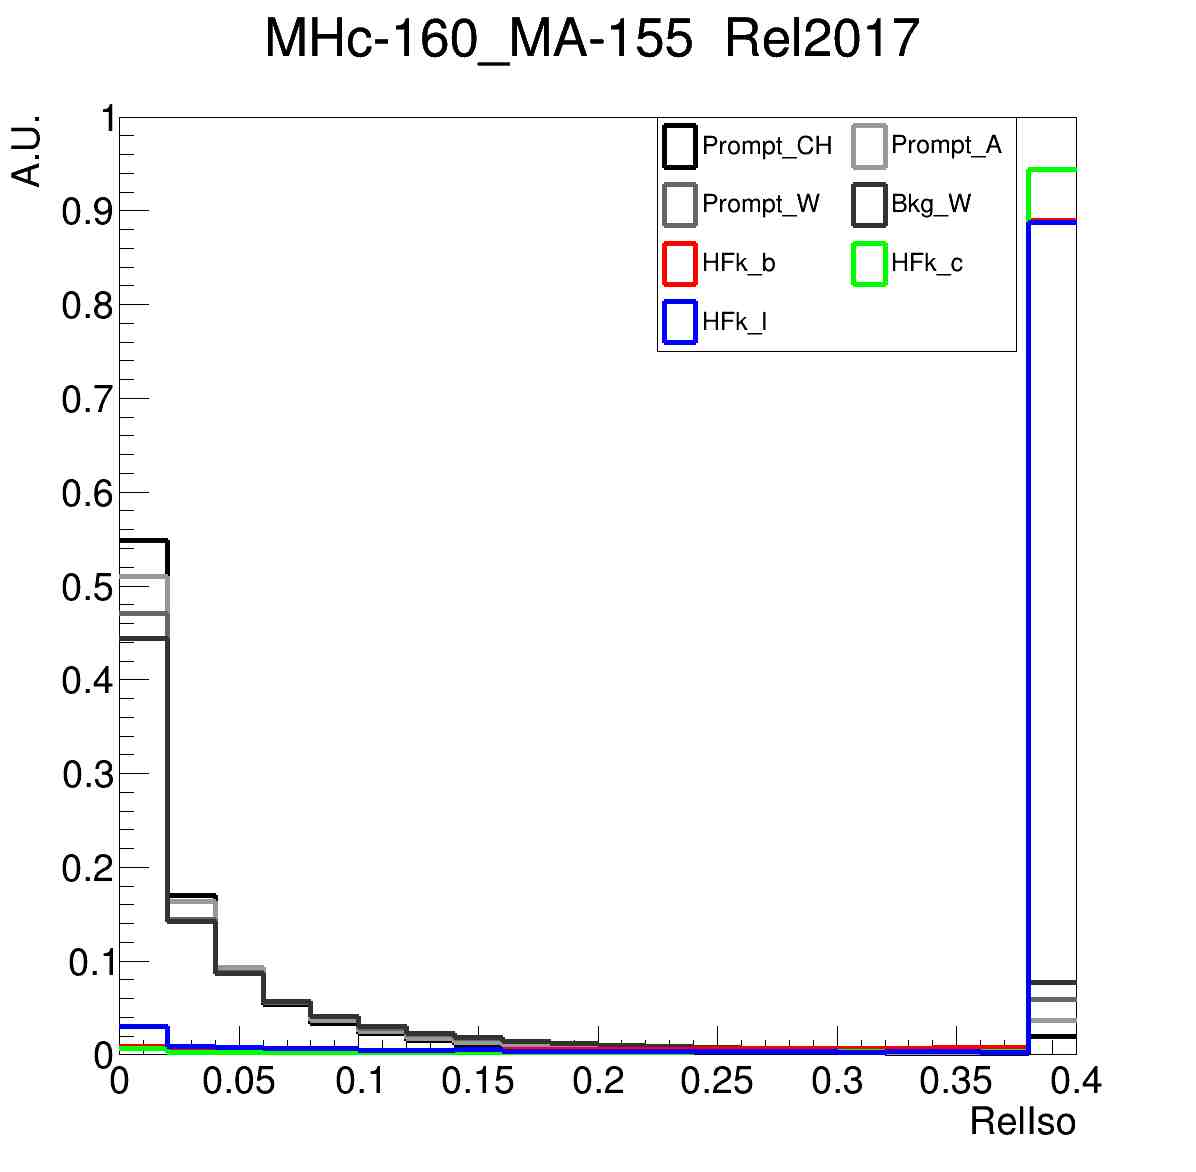 MHc-160_MA-155 Rel2017
A.U.
1
0.9
0.8
0.7
0.6
0.5
0.4
0.3
0.2
0.1
0
Prompt_CH Prompt_A
Prompt_W Bkg_W
HFk_b HFk_c
HFk_l
0 0.05 0.1 0.15 0.2 0.25 0.3 0.35 0.4
RelIso